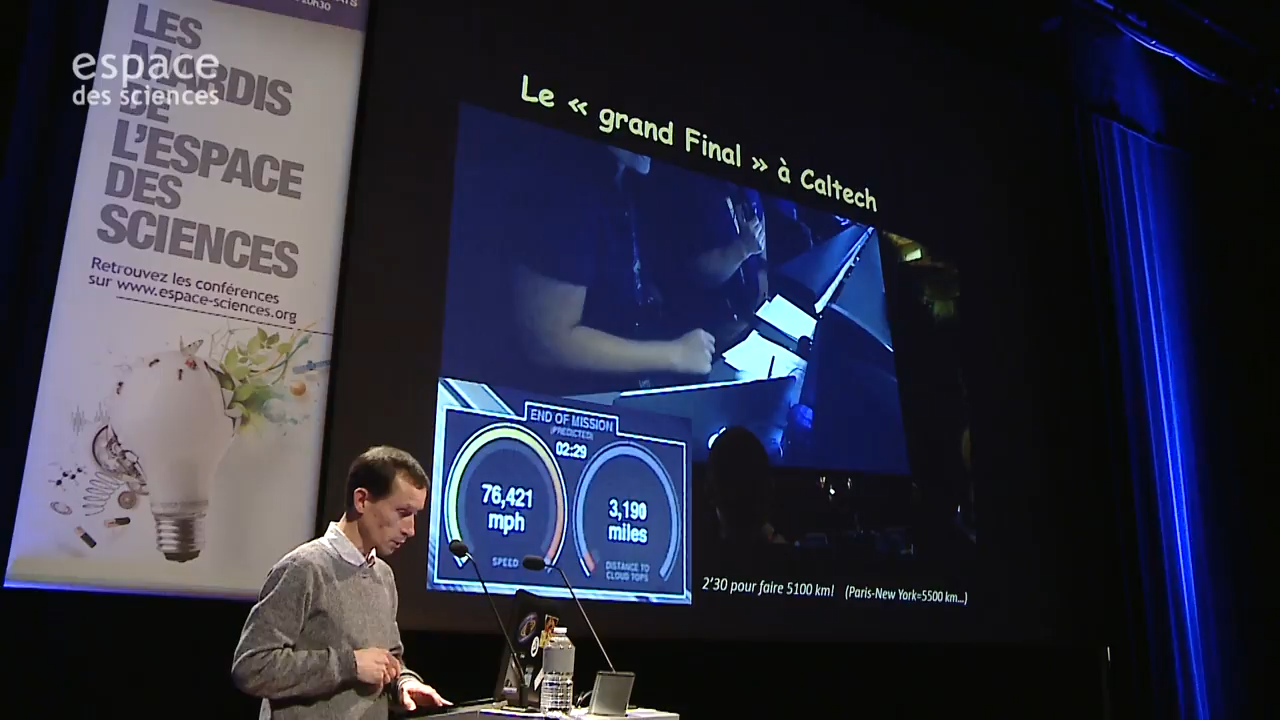 20h30
LES
MARDIS
DE
L'ESPACE
DES
SCIENCES
Retrouvez les conférences
sur www.espace-sciences.org
espace
des sciences
Le « grand Final » à Caltech
END OF MISSION
(PREDICTED)
02:29
76,421
mph
SPEED
3,190
miles
DISTANCE TO
CLOUD TOPS
2'30 pour faire 5100 km! (Paris-New York=5500 km...)